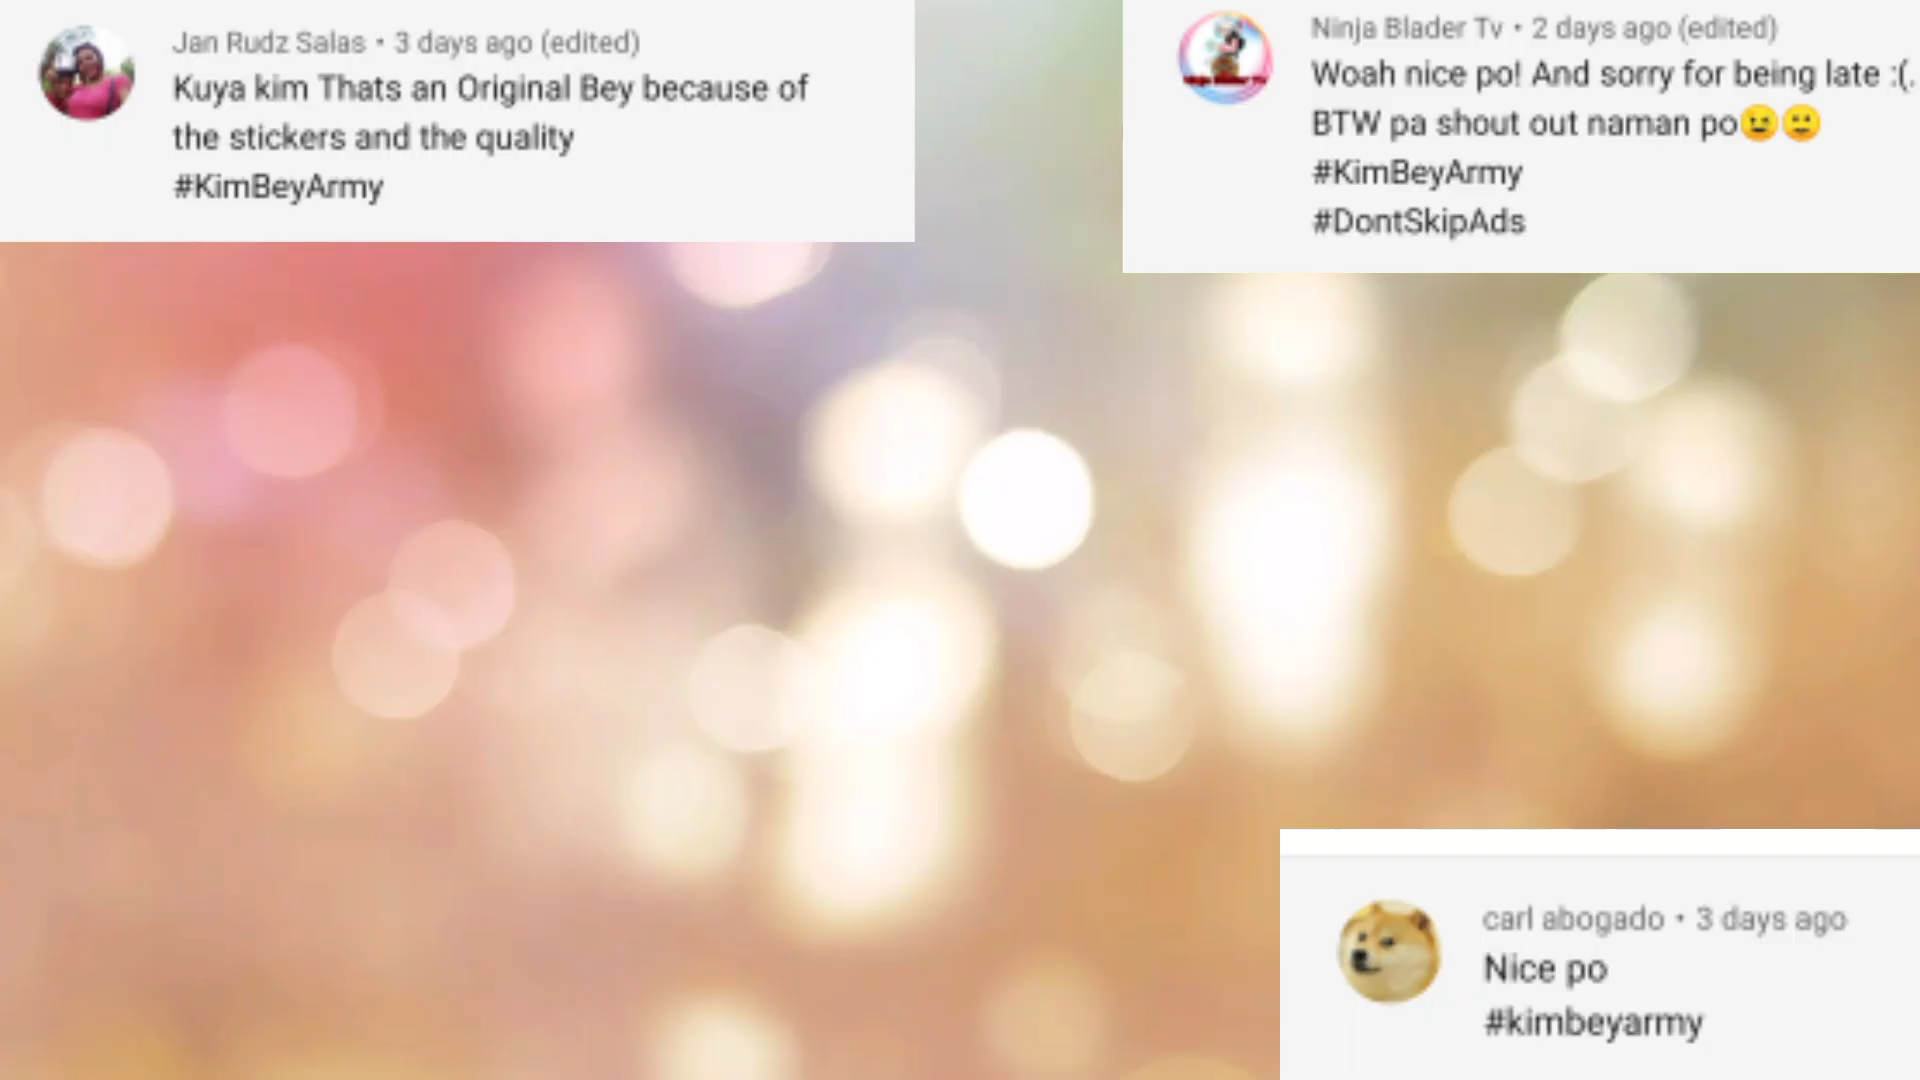 Jan Rudz Salas • 3 days ago (edited)
Kuya kim Thats an Original Bey because of
the stickers and the quality
#KimBeyArmy
Ninja Blader Tv • 2 days ago (edited)
Woah nice po! And sorry for being late :(.
BTW pa shout out naman po😉🙂
#KimBeyArmy
#DontSkipAds
carl abogado • 3 days ago
Nice po
#kimbeyarmy